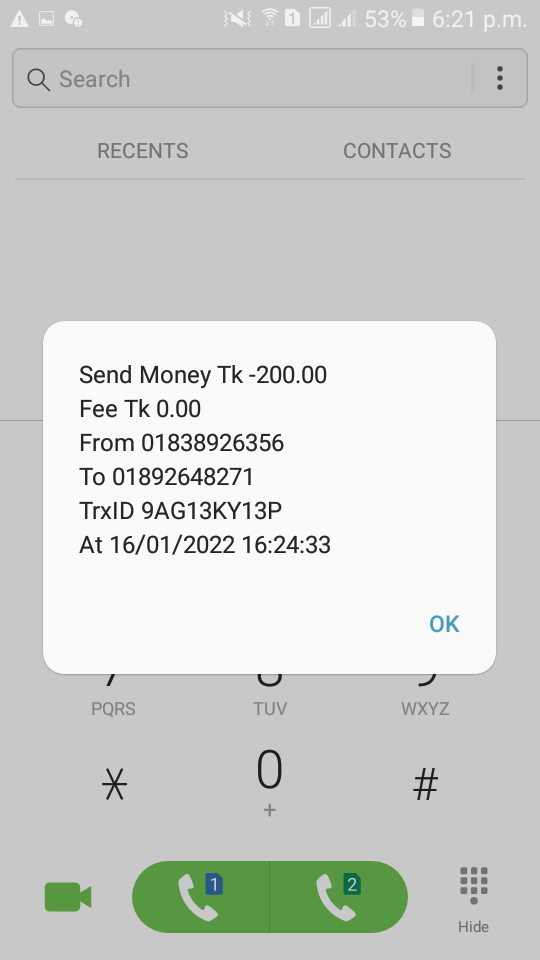 53% 6:21 p.m.
Search
RECENTS CONTACTS
Send Money Tk -200.00
Fee Tk 0.00
From 01838926356
To 01892648271
TrxID 9AG13KY13P
At 16/01/2022 16:24:33
OK
PQRS TUV WXYZ
* 0 #
+
1 2
Hide